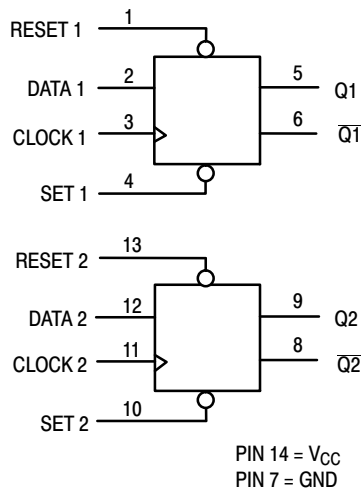 RESET 1 1
DATA 1 2 5 Q1
CLOCK 1 3 6 Q1
SET 1 4
RESET 2 13
DATA 2 12 9 Q2
CLOCK 2 11 8 Q2
SET 2 10
PIN 14 = VCC
PIN 7 = GND